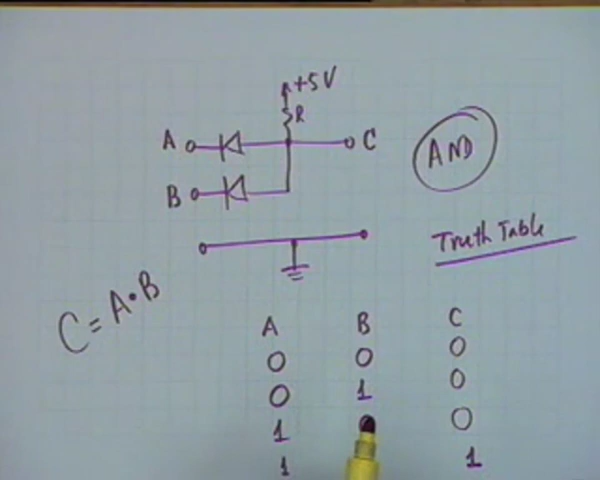 +5V
R
A C
B
AND
Truth Table
C = A·B
A B C
0 0 0
0 1 0
1 0
1 1